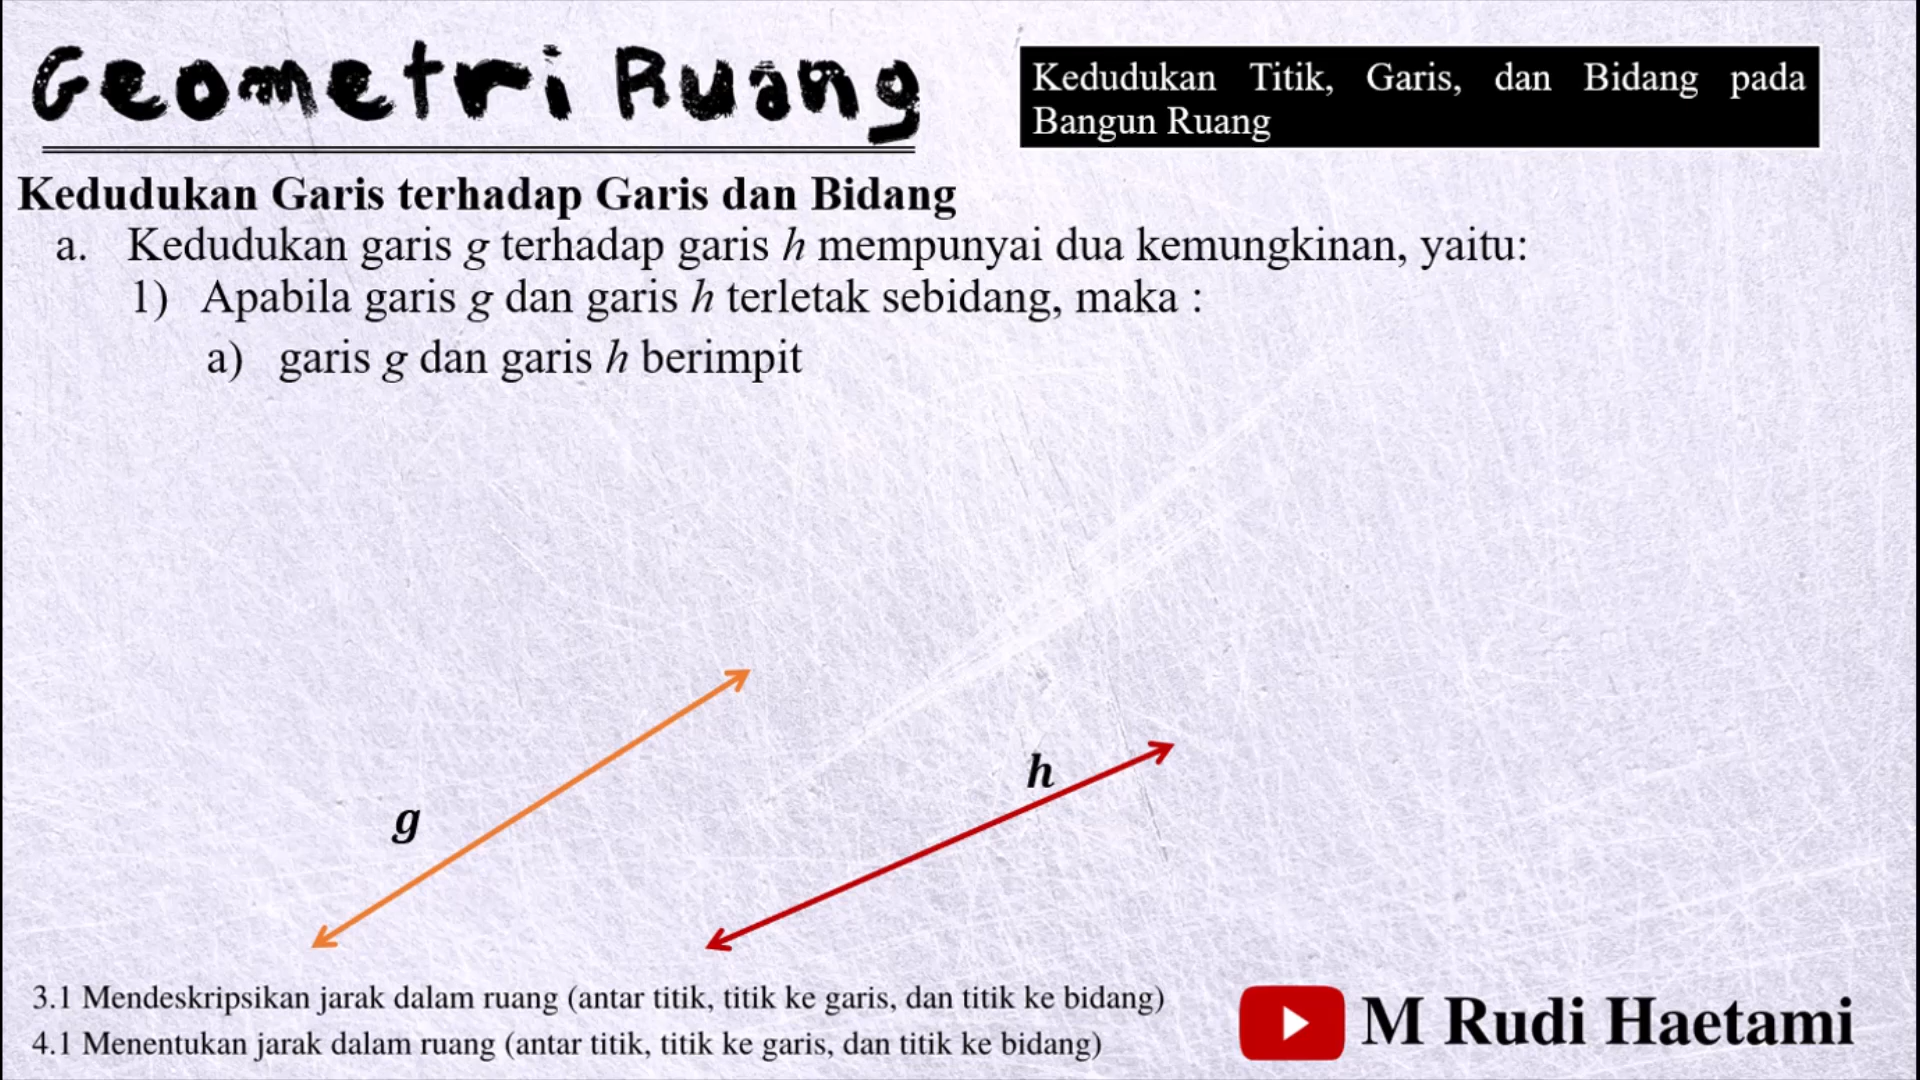 Geometri Ruang
Kedudukan Titik, Garis, dan Bidang pada
Bangun Ruang
Kedudukan Garis terhadap Garis dan Bidang
a. Kedudukan garis g terhadap garis h mempunyai dua kemungkinan, yaitu:
1) Apabila garis g dan garis h terletak sebidang, maka :
a) garis g dan garis h berimpit
g
h
3.1 Mendeskripsikan jarak dalam ruang (antar titik, titik ke garis, dan titik ke bidang)
4.1 Menentukan jarak dalam ruang (antar titik, titik ke garis, dan titik ke bidang)
M Rudi Haetami